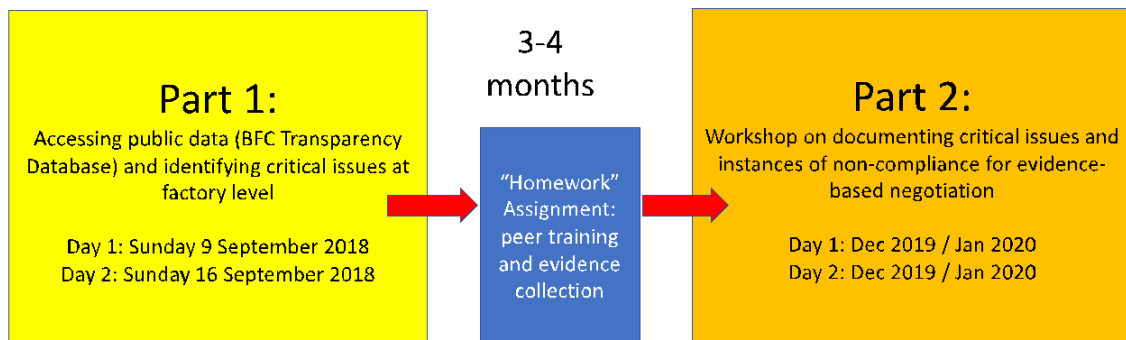 Part 1:
Accessing public data (BFC Transparency
Database) and identifying critical issues at
factory level
Day 1: Sunday 9 September 2018
Day 2: Sunday 16 September 2018
3-4
months
“Homework”
Assignment:
peer training
and evidence
collection
Part 2:
Workshop on documenting critical issues and
instances of non-compliance for evidence-
based negotiation
Day 1: Dec 2019 / Jan 2020
Day 2: Dec 2019 / Jan 2020